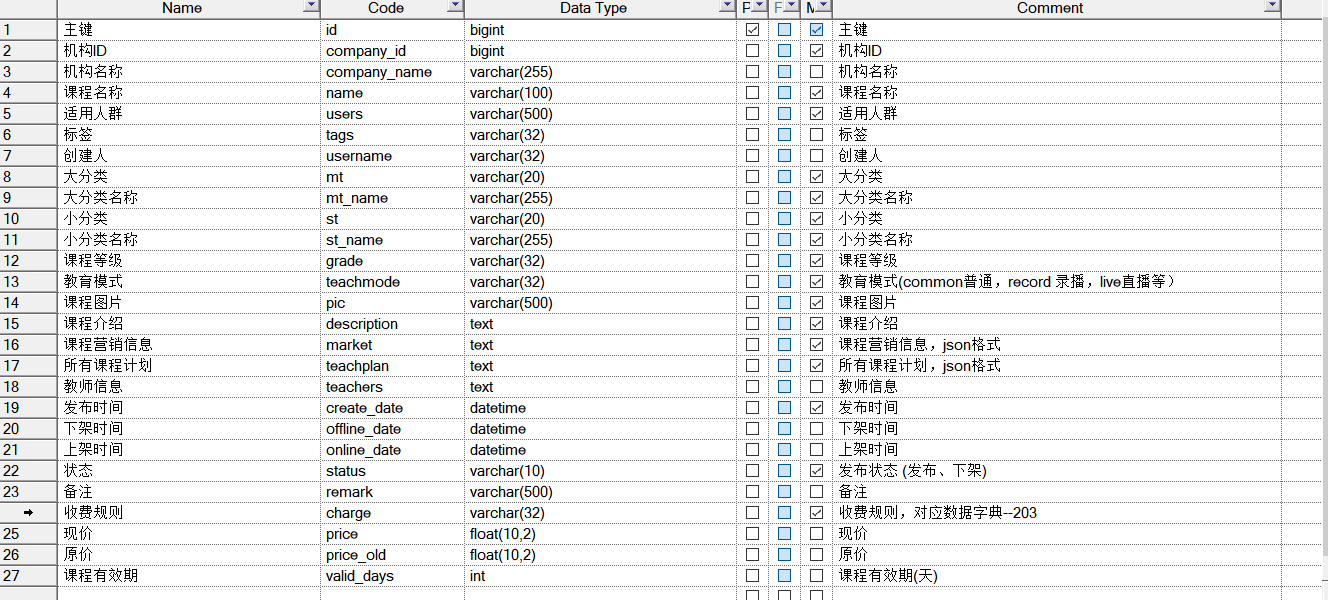 Name Code Data Type P F M Comment
1 主键 id bigint 主键
2 机构ID company_id bigint 机构ID
3 机构名称 company_name varchar(255) 机构名称
4 课程名称 name varchar(100) 课程名称
5 适用人群 users varchar(500) 适用人群
6 标签 tags varchar(32) 标签
7 创建人 username varchar(32) 创建人
8 大分类 mt varchar(20) 大分类
9 大分类名称 mt_name varchar(255) 大分类名称
10 小分类 st varchar(20) 小分类
11 小分类名称 st_name varchar(255) 小分类名称
12 课程等级 grade varchar(32) 课程等级
13 教育模式 teachmode varchar(32) 教育模式(common普通，record 录播，live直播等）
14 课程图片 pic varchar(500) 课程图片
15 课程介绍 description text 课程介绍
16 课程营销信息 market text 课程营销信息，json格式
17 所有课程计划 teachplan text 所有课程计划，json格式
18 教师信息 teachers text 教师信息
19 发布时间 create_date datetime 发布时间
20 下架时间 offline_date datetime 下架时间
21 上架时间 online_date datetime 上架时间
22 状态 status varchar(10) 发布状态 (发布、下架)
23 备注 remark varchar(500) 备注
收费规则 charge varchar(32) 收费规则，对应数据字典--203
25 现价 price float(10,2) 现价
26 原价 price_old float(10,2) 原价
27 课程有效期 valid_days int 课程有效期(天)